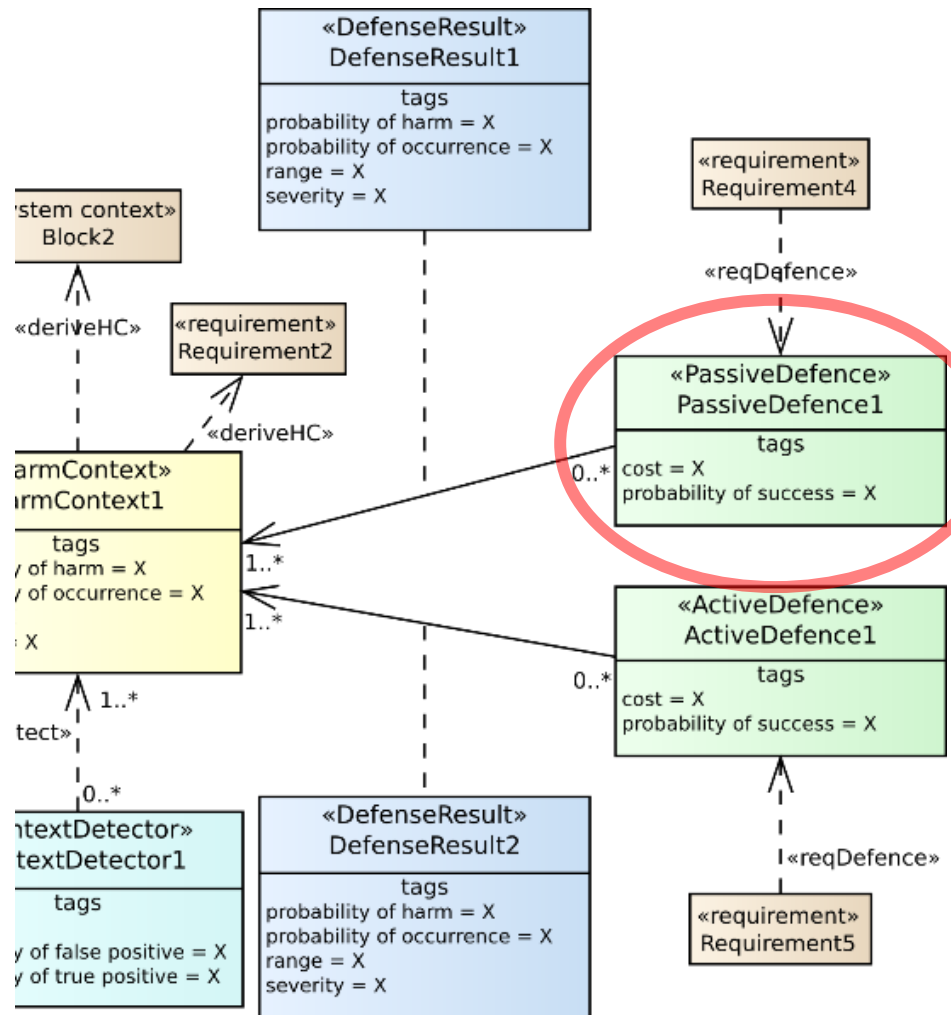 «DefenseResult»
DefenseResult1
tags
probability of harm = X
probability of occurrence = X
range = X
severity = X
«requirement»
Requirement4
«reqDefence»
ystem context»
Block2
«deriveHC»
«requirement»
Requirement2
«deriveHC»
«PassiveDefence»
PassiveDefence1
tags
cost = X
probability of success = X
0..*
1..*
armContext»
armContext1
tags
y of harm = X
y of occurrence = X
= X
1..*
0..*
«ActiveDefence»
ActiveDefence1
tags
cost = X
probability of success = X
«reqDefence»
«requirement»
Requirement5
1..*
tect»
0..*
ntextDetector»
textDetector1
tags
y of false positive = X
y of true positive = X
«DefenseResult»
DefenseResult2
tags
probability of harm = X
probability of occurrence = X
range = X
severity = X